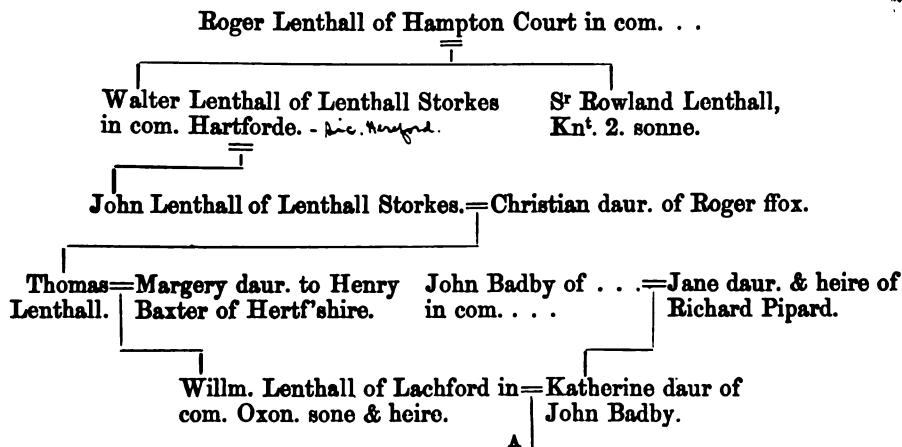 Roger Lenthall of Hampton Court in com. . .
Walter Lenthall of Lenthall Storkes
in com. Hartforde. - Sic. Hereford.
Sr Rowland Lenthall,
Knt. 2. sonne.
John Lenthall of Lenthall Storkes.=Christian daur. of Roger ffox.
Thomas=Margery daur. to Henry
Lenthall. Baxter of Hertf'shire.
John Badby of . . .=Jane daur. & heire of
in com. . . . Richard Pipard.
Willm. Lenthall of Lachford in=Katherine daur of
com. Oxon. sone & heire. John Badby.
A